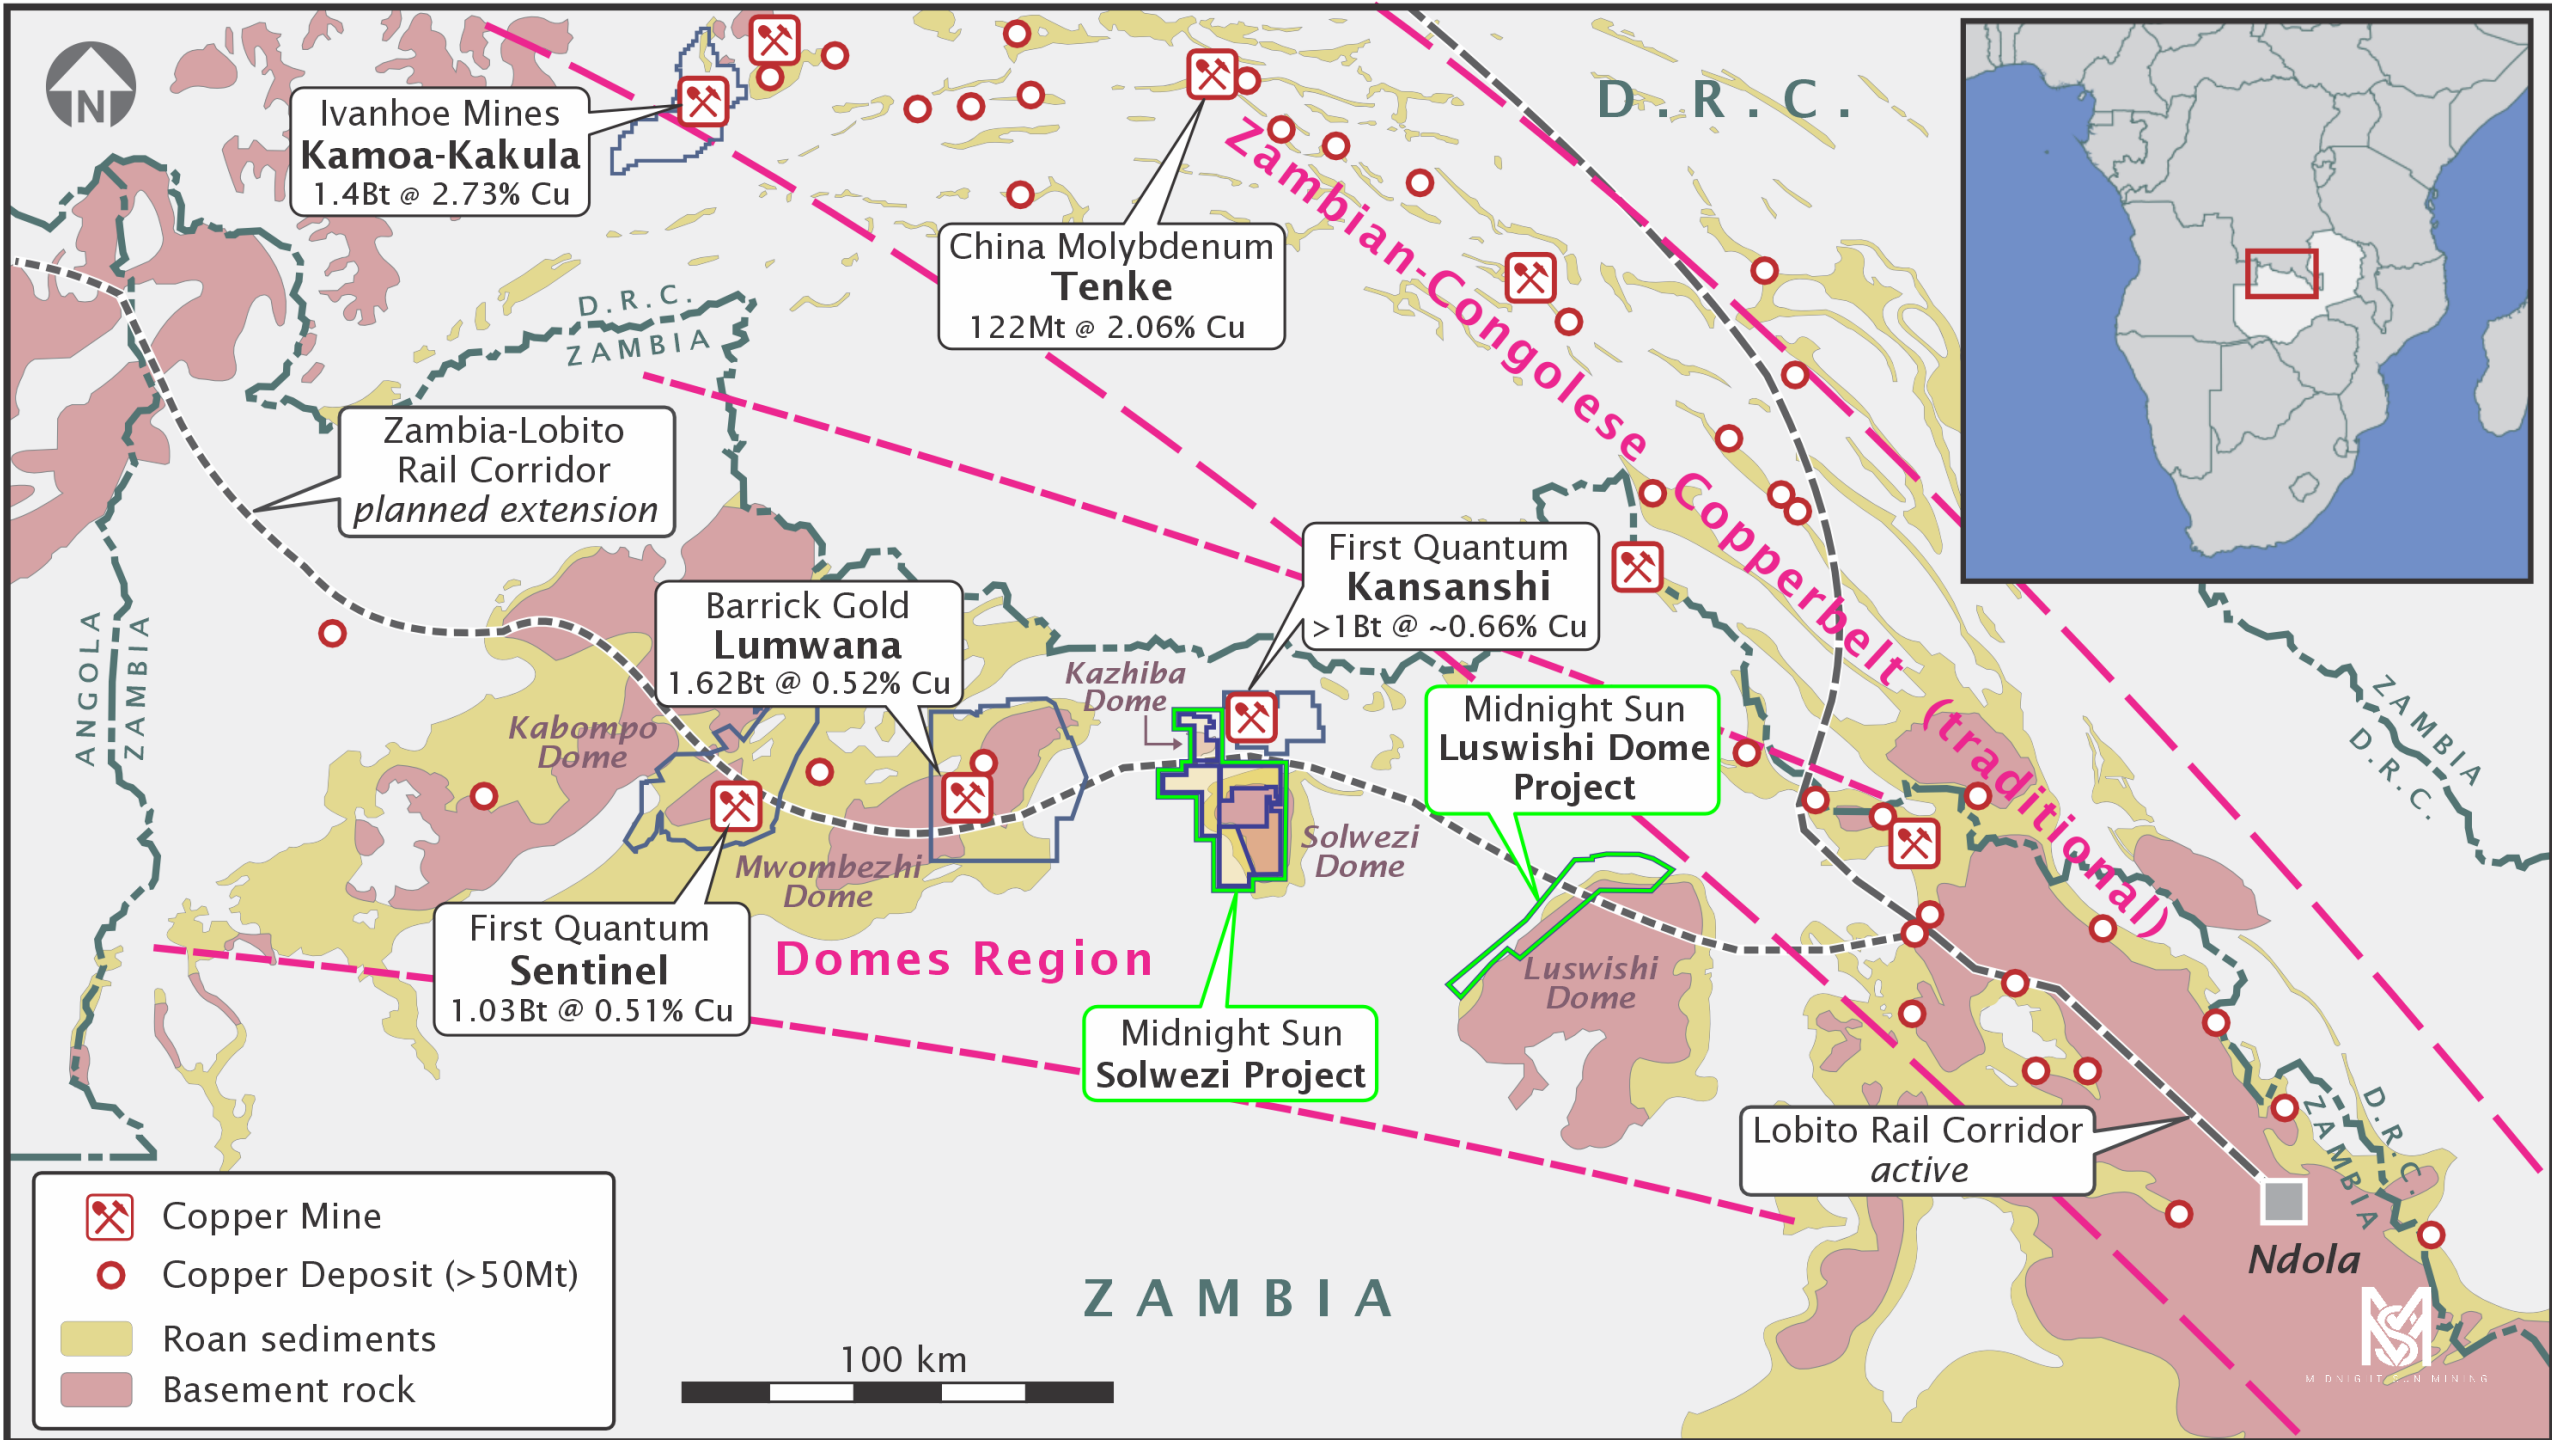 N
Ivanhoe Mines
Kamoa-Kakula
1.4Bt @ 2.73% Cu
China Molybdenum
Tenke
122Mt @ 2.06% Cu
D.R.C.
Zambian-Congolese Copperbelt (traditional)
D.R.C.
ZAMBIA
Zambia-Lobito
Rail Corridor
planned extension
First Quantum
Kansanshi
>1Bt @ ~0.66% Cu
Barrick Gold
Lumwana
1.62Bt @ 0.52% Cu
ANGOLA
ZAMBIA
Kazhiba
Dome
Kabompo
Dome
Midnight Sun
Luswishi Dome
Project
ZAMBIA
D.R.C.
Solwezi
Dome
Mwombezhi
Dome
First Quantum
Sentinel
1.03Bt @ 0.51% Cu
Domes Region
Luswishi
Dome
Midnight Sun
Solwezi Project
Lobito Rail Corridor
active
D.R.C.
ZAMBIA
Ndola
ZAMBIA
Copper Mine
Copper Deposit (>50Mt)
Roan sediments
Basement rock
100 km
MS
MIDNIGHT SUN MINING